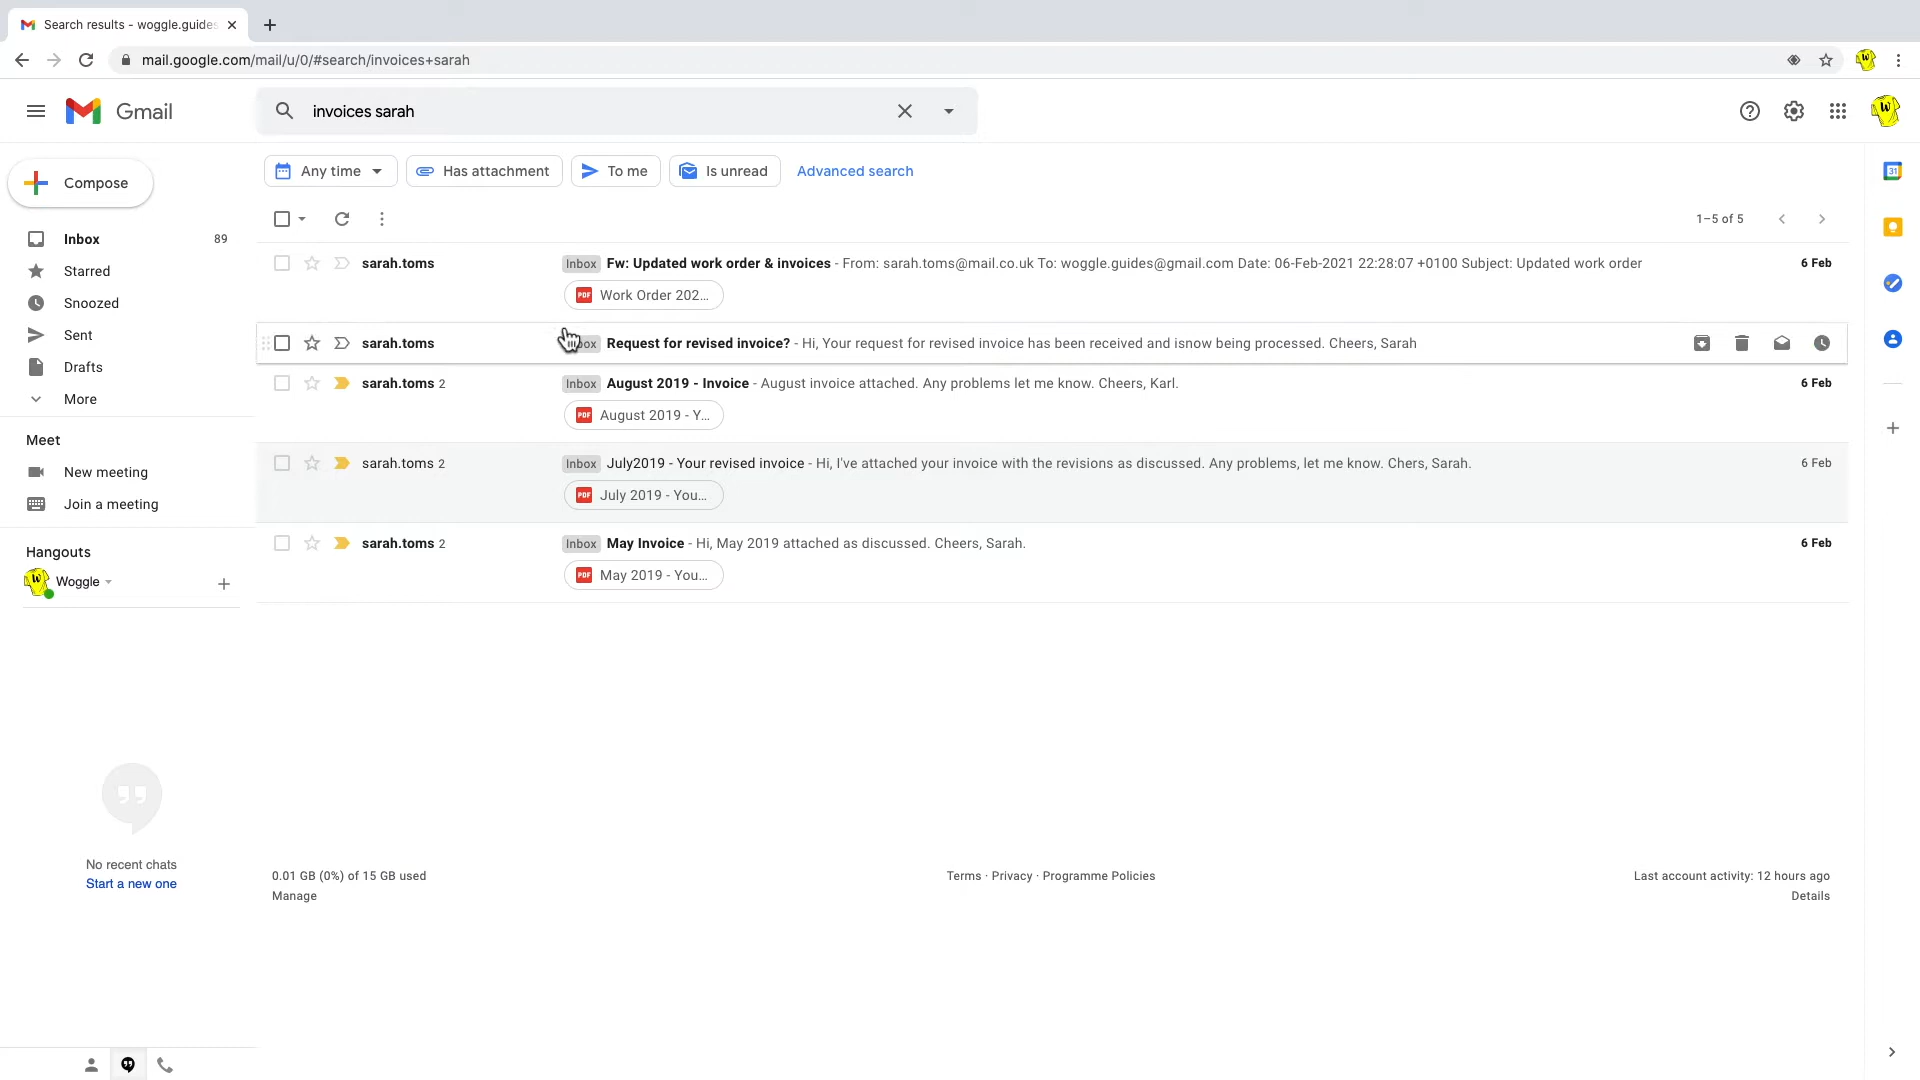 Search results - woggle.guides
mail.google.com/mail/u/0/#search/invoices+sarah
W
Gmail
invoices sarah
W
Compose
Any time
Has attachment
To me
Is unread
Advanced search
31
1–5 of 5
Inbox 89
Starred
Snoozed
Sent
Drafts
More
sarah.toms Inbox Fw: Updated work order & invoices - From: sarah.toms@mail.co.uk To: woggle.guides@gmail.com Date: 06-Feb-2021 22:28:07 +0100 Subject: Updated work order 6 Feb
PDF Work Order 202...
sarah.toms Request for revised invoice? - Hi, Your request for revised invoice has been received and isnow being processed. Cheers, Sarah
sarah.toms 2 Inbox August 2019 - Invoice - August invoice attached. Any problems let me know. Cheers, Karl. 6 Feb
PDF August 2019 - Y...
sarah.toms 2 Inbox July2019 - Your revised invoice - Hi, I've attached your invoice with the revisions as discussed. Any problems, let me know. Chers, Sarah. 6 Feb
PDF July 2019 - You...
sarah.toms 2 Inbox May Invoice - Hi, May 2019 attached as discussed. Cheers, Sarah. 6 Feb
PDF May 2019 - You...
Meet
New meeting
Join a meeting
Hangouts
W Woggle
No recent chats
Start a new one
0.01 GB (0%) of 15 GB used
Manage
Terms · Privacy · Programme Policies
Last account activity: 12 hours ago
Details